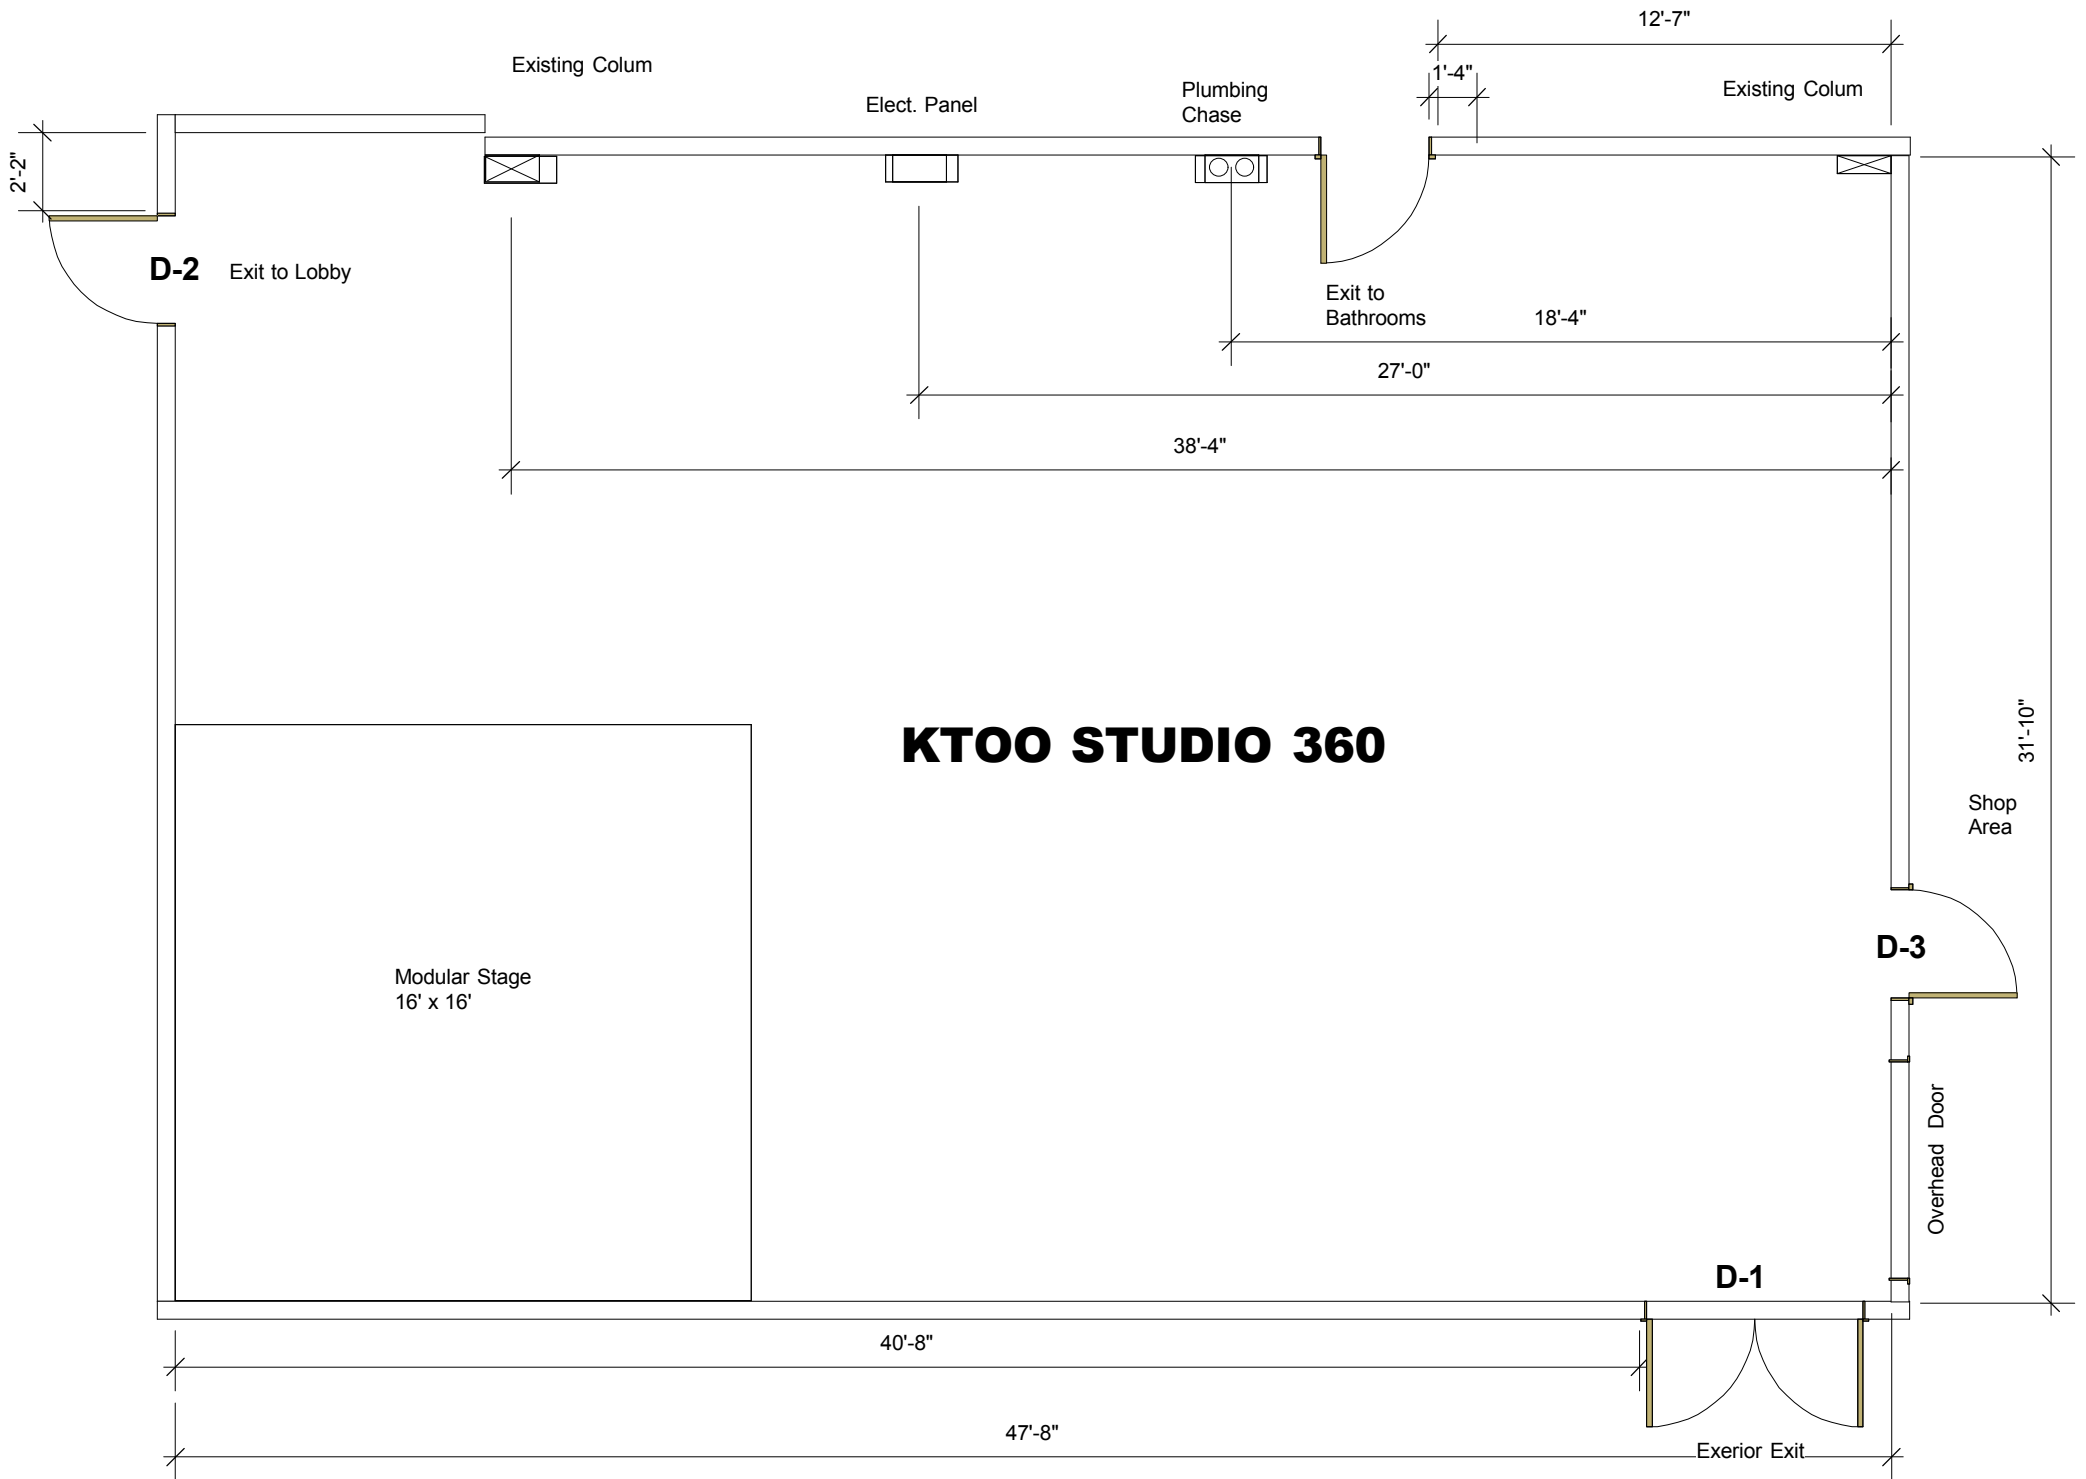 12'-7"
Existing Colum
1'-4"
Existing Colum
Elect. Panel
Plumbing
Chase
2'-2"
D-2
Exit to Lobby
Exit to
Bathrooms
18'-4"
27'-0"
38'-4"
KTOO STUDIO 360
31'-10"
Shop
Area
D-3
Modular Stage
16' x 16'
Overhead Door
D-1
40'-8"
47'-8"
Exerior Exit